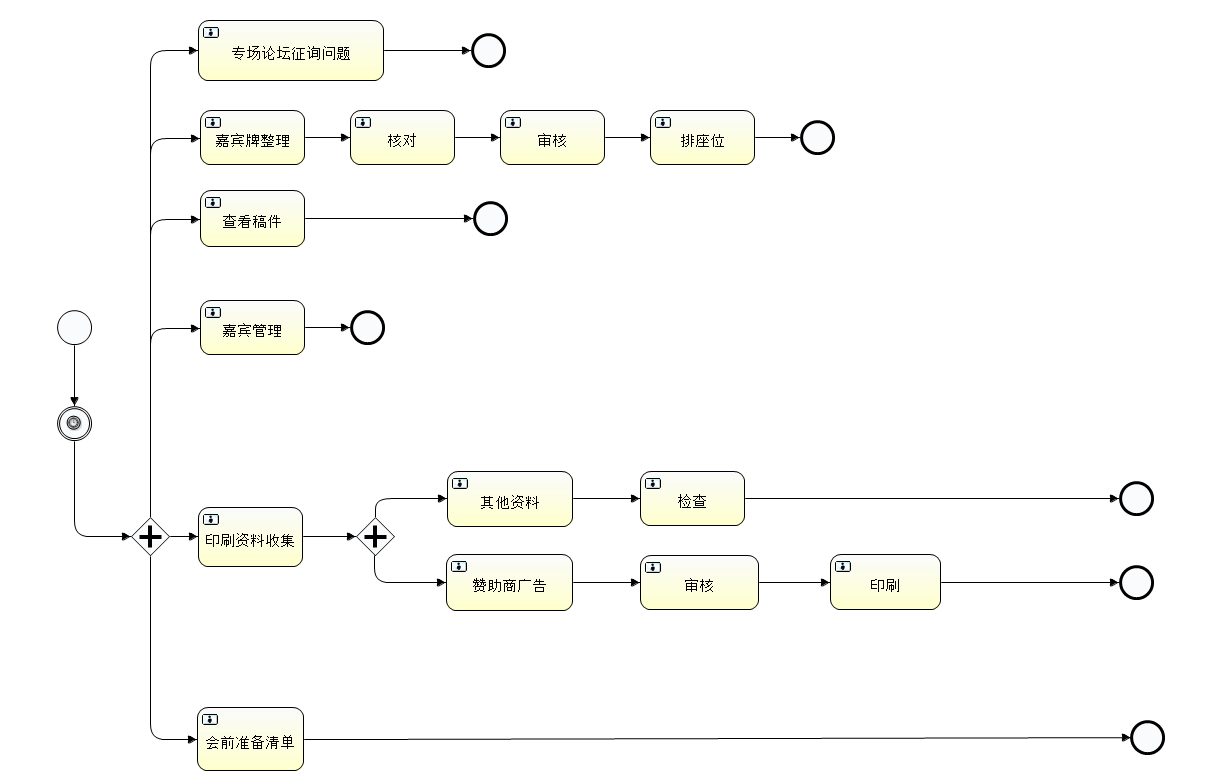 专场论坛征询问题
嘉宾牌整理
核对
审核
排座位
查看稿件
嘉宾管理
其他资料
检查
印刷资料收集
赞助商广告
审核
印刷
会前准备清单